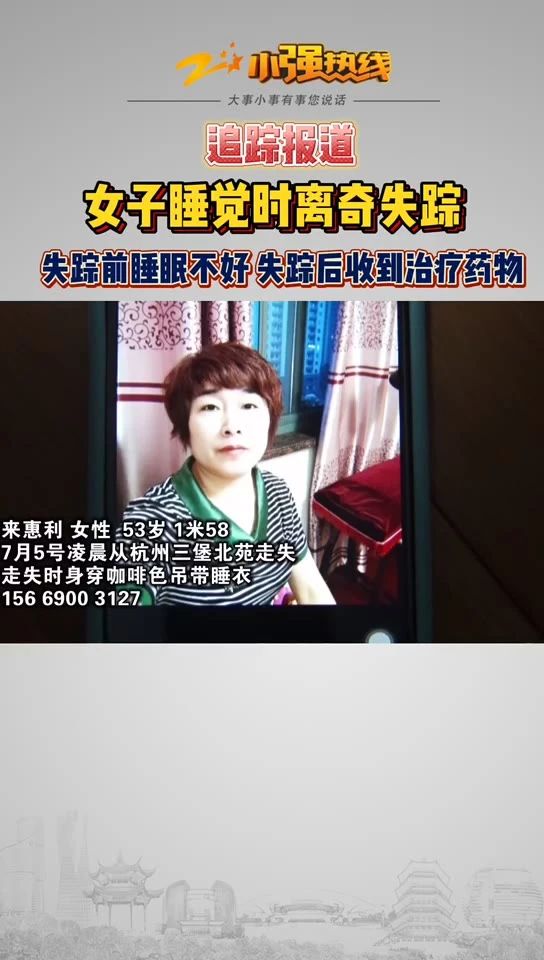 小强热线
大事小事有事您说话
追踪报道
女子睡觉时离奇失踪
失踪前睡眠不好 失踪后收到治疗药物
来惠利 女性 53岁 1米58
7月5号凌晨从杭州三堡北苑走失
走失时身穿咖啡色吊带睡衣
156 6900 3127